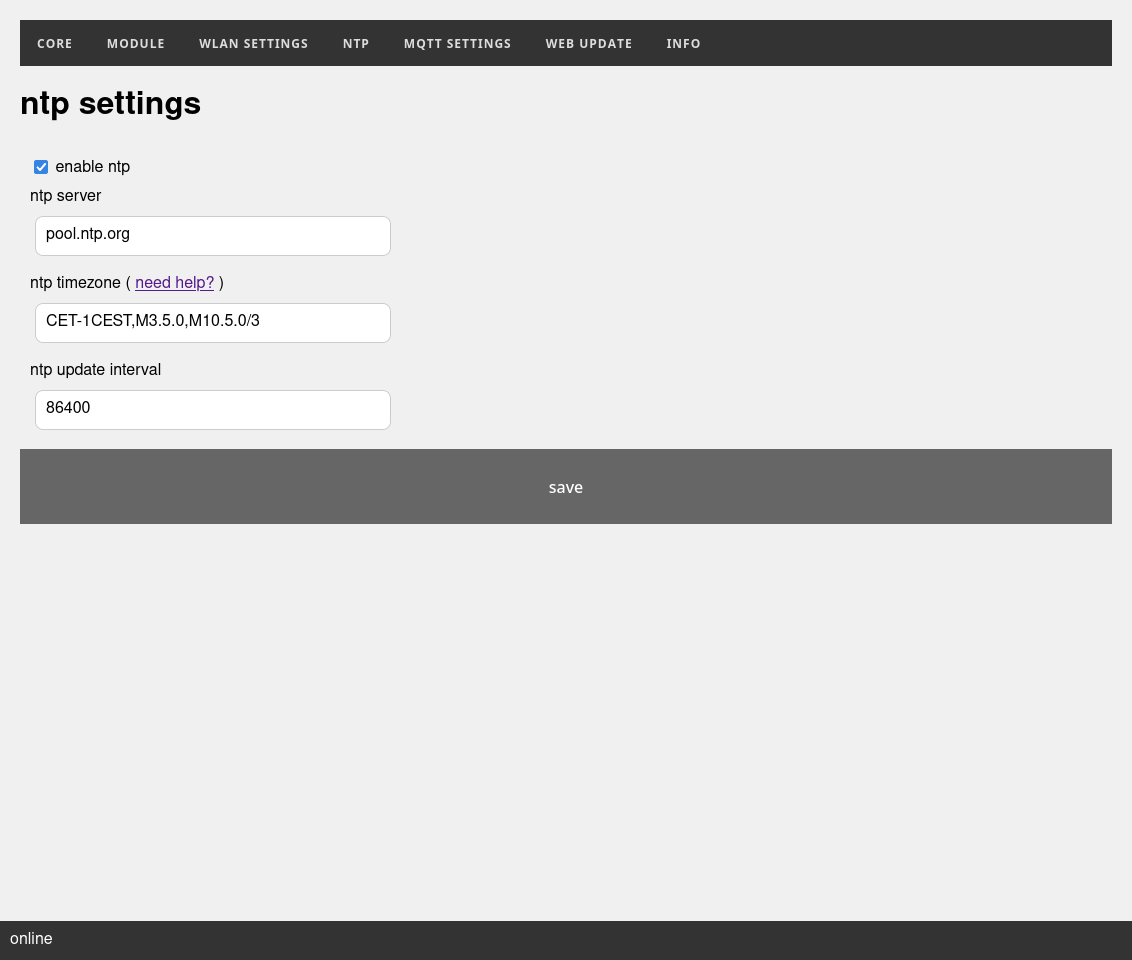 CORE MODULE WLAN SETTINGS NTP MQTT SETTINGS WEB UPDATE INFO
ntp settings
enable ntp
ntp server
pool.ntp.org
ntp timezone ( need help? )
CET-1CEST,M3.5.0,M10.5.0/3
ntp update interval
86400
save
online